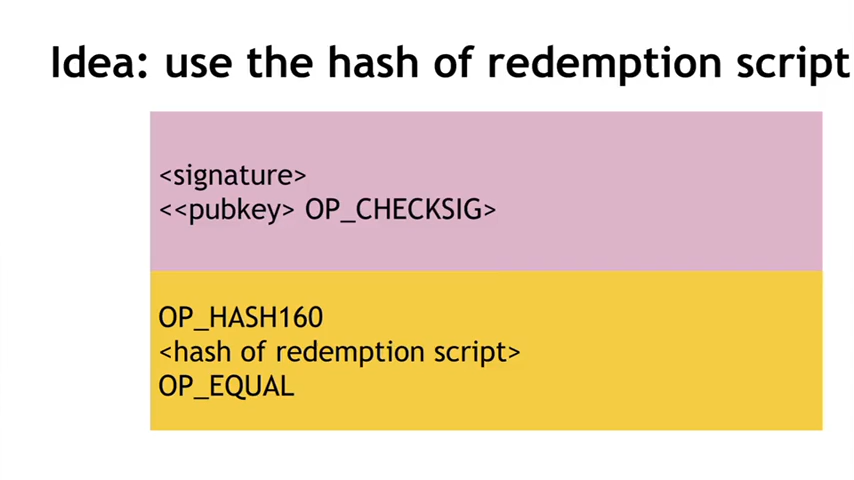 Idea: use the hash of redemption script
<signature>
<<pubkey> OP_CHECKSIG>
OP_HASH160
<hash of redemption script>
OP_EQUAL